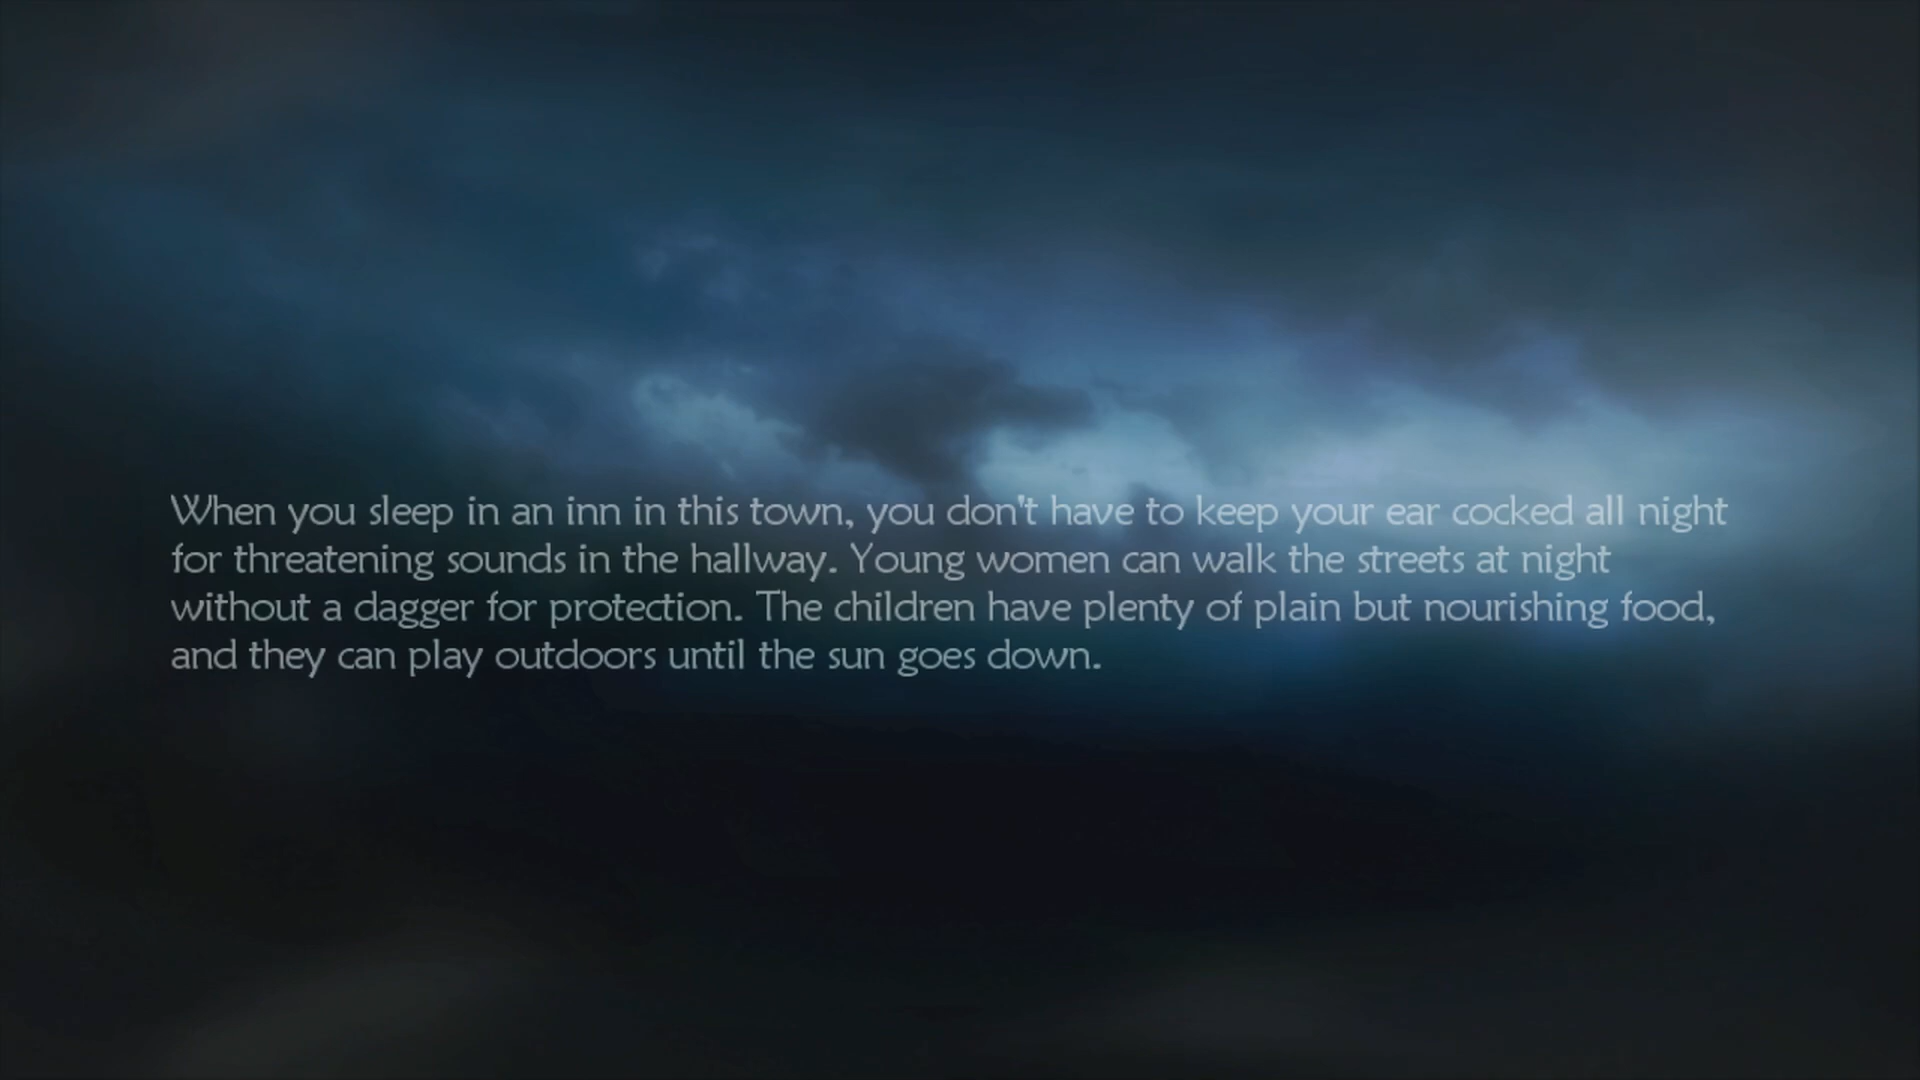 When you sleep in an inn in this town, you don't have to keep your ear cocked all night
for threatening sounds in the hallway. Young women can walk the streets at night
without a dagger for protection. The children have plenty of plain but nourishing food,
and they can play outdoors until the sun goes down.